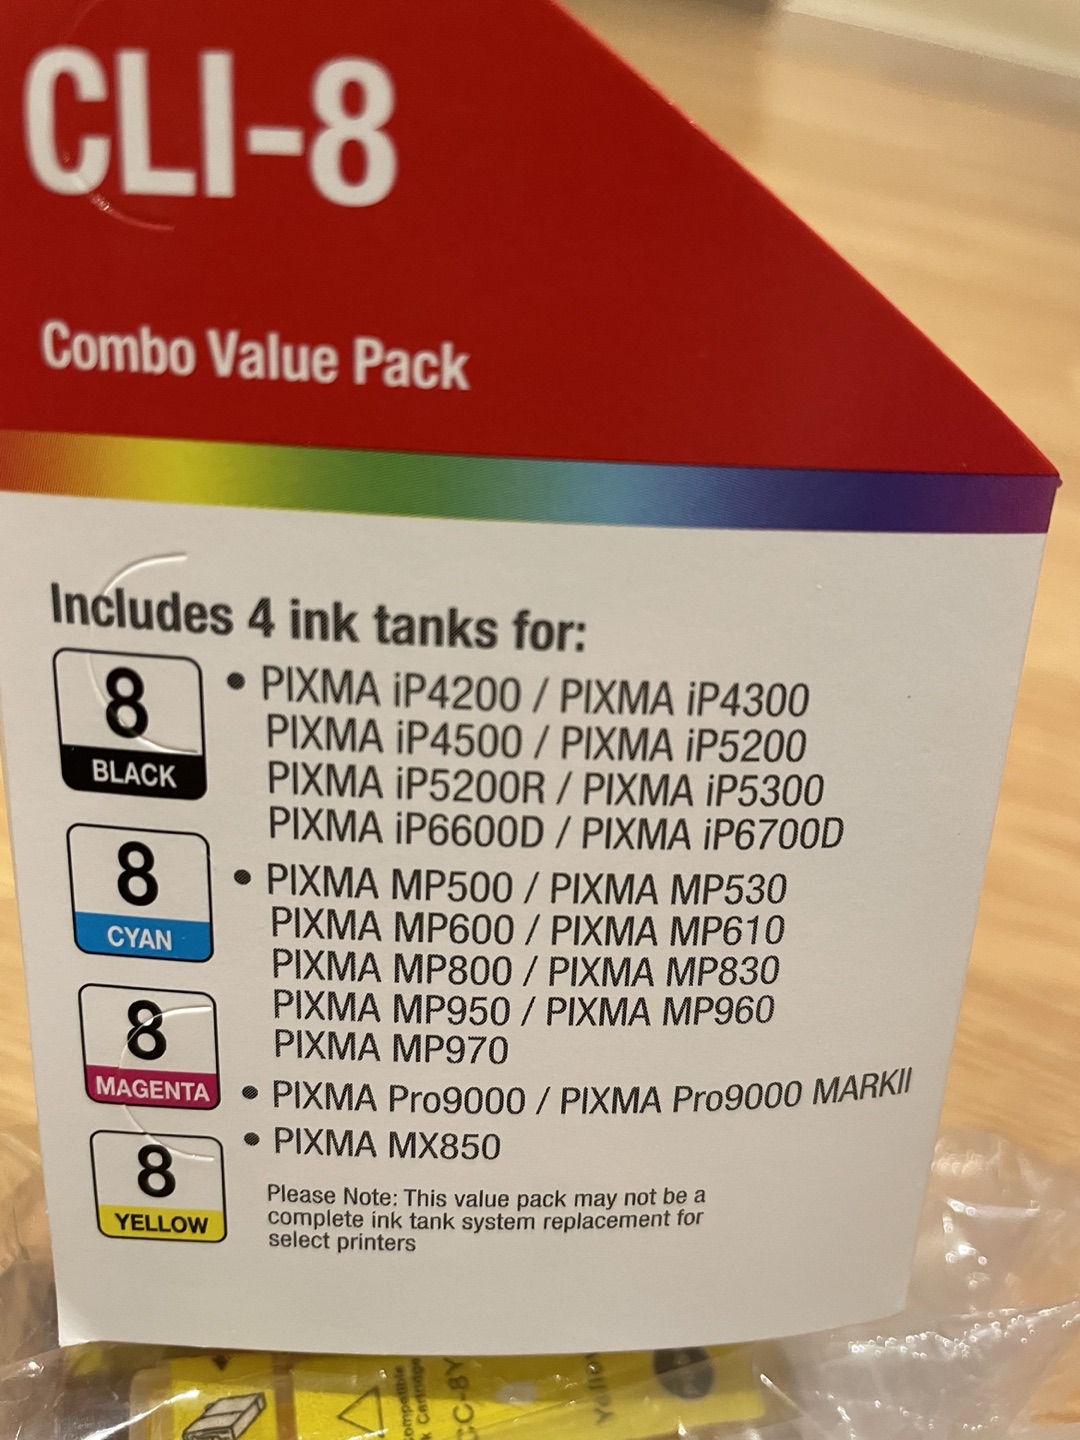 CLI-8
Combo Value Pack
Includes 4 ink tanks for:
8
BLACK
8
CYAN
8
MAGENTA
8
YELLOW
• PIXMA iP4200 / PIXMA iP4300
PIXMA iP4500 / PIXMA iP5200
PIXMA iP5200R / PIXMA iP5300
PIXMA iP6600D / PIXMA iP6700D
• PIXMA MP500 / PIXMA MP530
PIXMA MP600 / PIXMA MP610
PIXMA MP800 / PIXMA MP830
PIXMA MP950 / PIXMA MP960
PIXMA MP970
• PIXMA Pro9000 / PIXMA Pro9000 MARKII
• PIXMA MX850
Please Note: This value pack may not be a
complete ink tank system replacement for
select printers